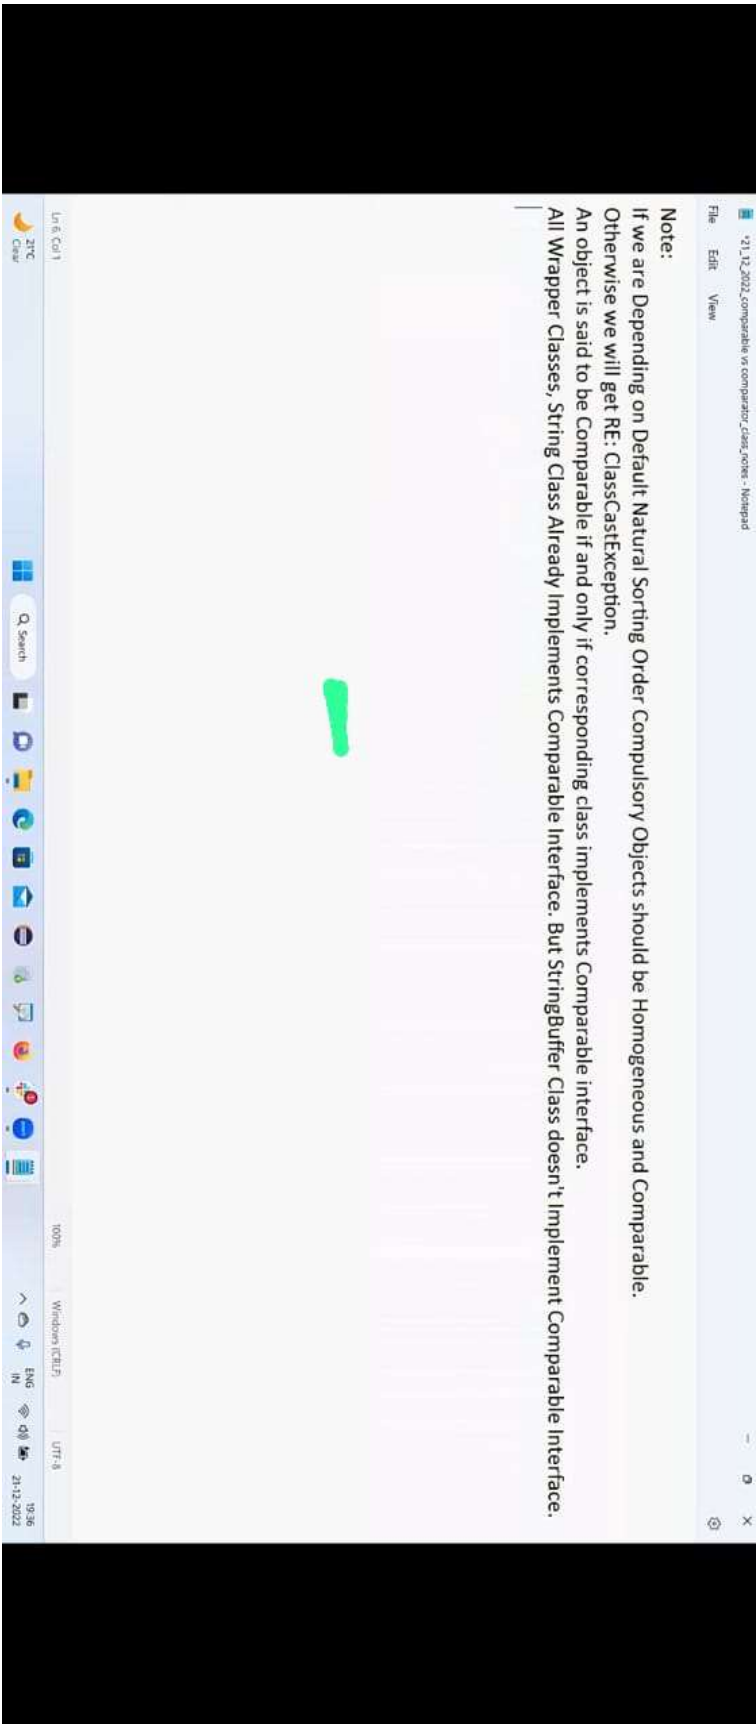 *21_12_2022_comparable vs comparator_class_notes - Notepad
File Edit View
Note:
If we are Depending on Default Natural Sorting Order Compulsory Objects should be Homogeneous and Comparable.
Otherwise we will get RE: ClassCastException.
An object is said to be Comparable if and only if corresponding class implements Comparable interface.
All Wrapper Classes, String Class Already Implements Comparable Interface. But StringBuffer Class doesn't Implement Comparable Interface.
Ln 6, Col 1 100% Windows (CRLF) UTF-8
21°C
Clear
Search
ENG
IN
19:36
21-12-2022